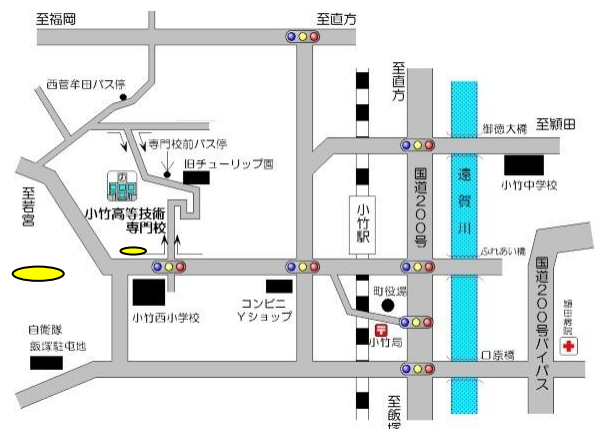 至福岡
至直方
至直方
西菅牟田バス停
御徳大橋
至頴田
専門校前バス停
旧チューリップ園
小竹中学校
至若宮
小竹高等技術
専門校
小竹駅
国道200号
遠賀川
ふれあい橋
町役場
国道200号バイパス
頴田病院
コンビニ
Yショップ
小竹西小学校
小竹局
自衛隊
飯塚駐屯地
口原橋
至飯塚